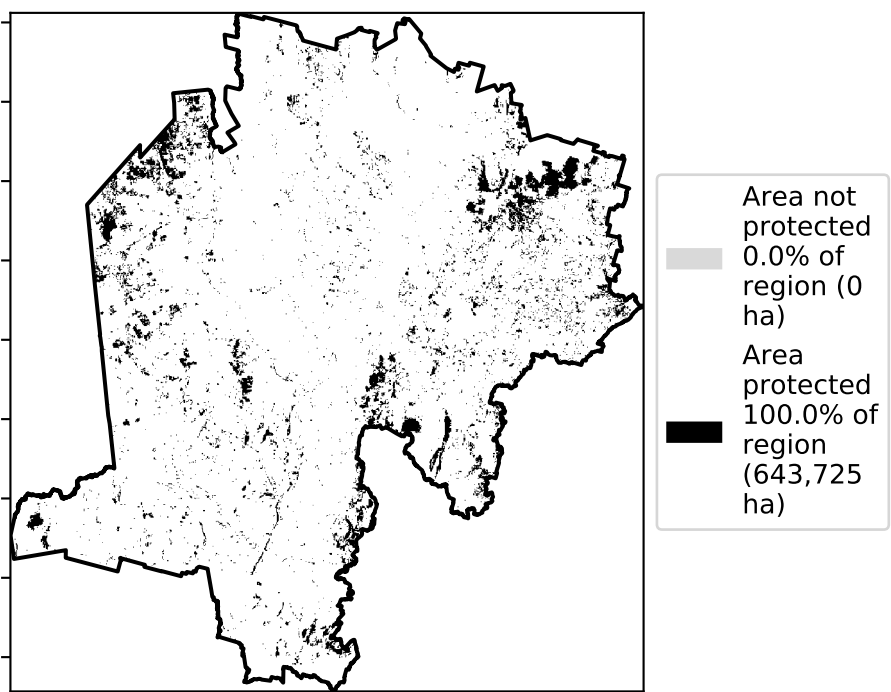 Area not
protected
0.0% of
region (0
ha)
Area
protected
100.0% of
region
(643,725
ha)